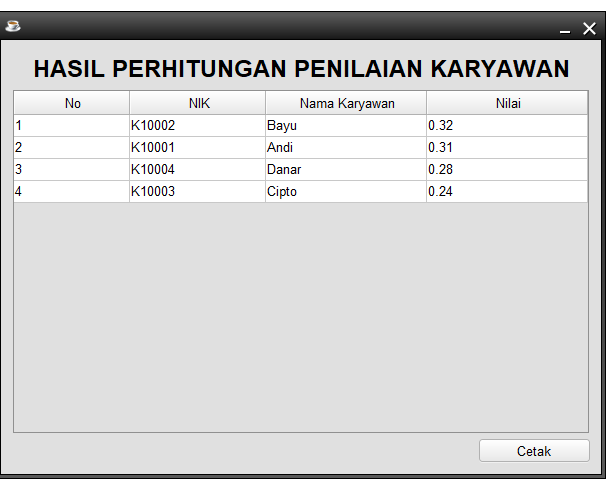 HASIL PERHITUNGAN PENILAIAN KARYAWAN
No NIK Nama Karyawan Nilai
1 K10002 Bayu 0.32
2 K10001 Andi 0.31
3 K10004 Danar 0.28
4 K10003 Cipto 0.24
Cetak